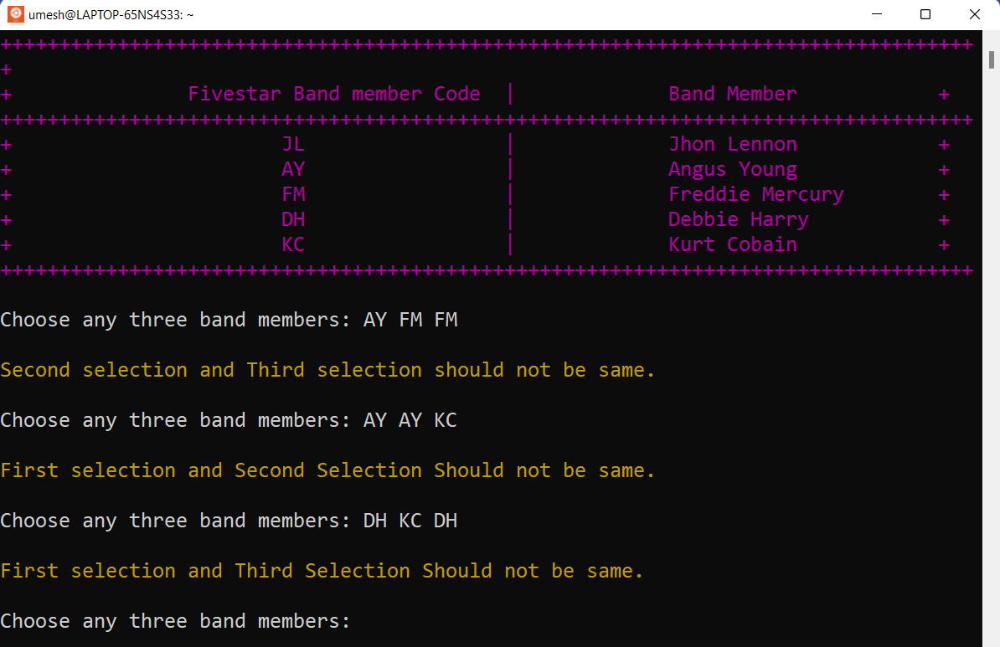 umesh@LAPTOP-65NS4S33: ~
+++++++++++++++++++++++++++++++++++++++++++++++++++++++++++++++++++++++++++++++++++
+
+ Fivestar Band member Code | Band Member +
+++++++++++++++++++++++++++++++++++++++++++++++++++++++++++++++++++++++++++++++++++
+ JL | Jhon Lennon +
+ AY | Angus Young +
+ FM | Freddie Mercury +
+ DH | Debbie Harry +
+ KC | Kurt Cobain +
+++++++++++++++++++++++++++++++++++++++++++++++++++++++++++++++++++++++++++++++++++
Choose any three band members: AY FM FM
Second selection and Third selection should not be same.
Choose any three band members: AY AY KC
First selection and Second Selection Should not be same.
Choose any three band members: DH KC DH
First selection and Third Selection Should not be same.
Choose any three band members: